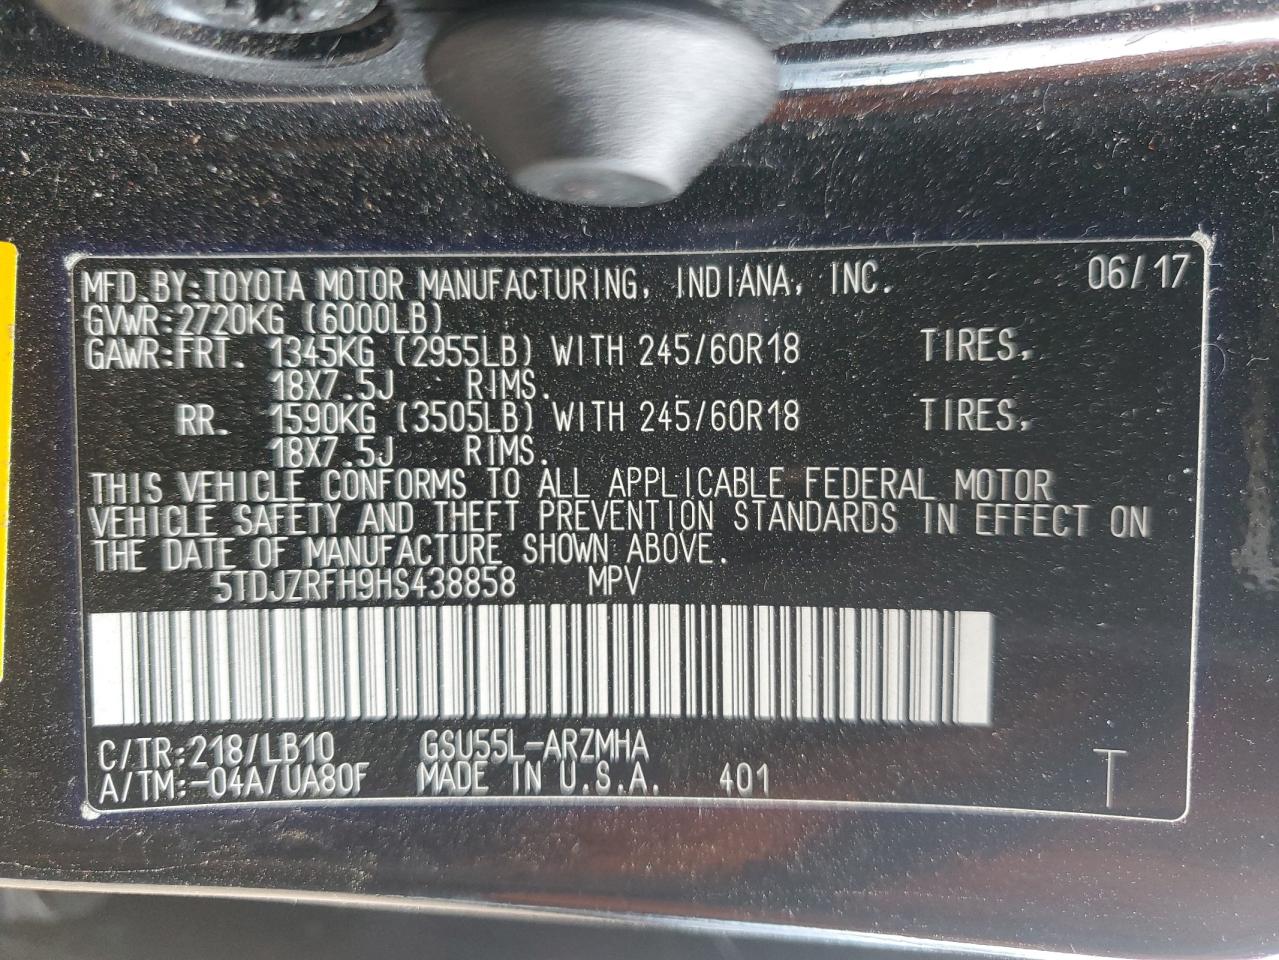 MFD.BY:TOYOTA MOTOR MANUFACTURING, INDIANA, INC. 06/17
GVWR:2720KG (6000LB)
GAWR:FRT. 1345KG (2955LB) WITH 245/60R18 TIRES,
18X7.5J RIMS.
RR. 1590KG (3505LB) WITH 245/60R18 TIRES,
18X7.5J RIMS.
THIS VEHICLE CONFORMS TO ALL APPLICABLE FEDERAL MOTOR
VEHICLE SAFETY AND THEFT PREVENTION STANDARDS IN EFFECT ON
THE DATE OF MANUFACTURE SHOWN ABOVE.
5TDJZRFH9HS438858 MPV
C/TR:218/LB10 GSU55L-ARZMHA
A/TM:-04A/UA80F MADE IN U.S.A. 401 T